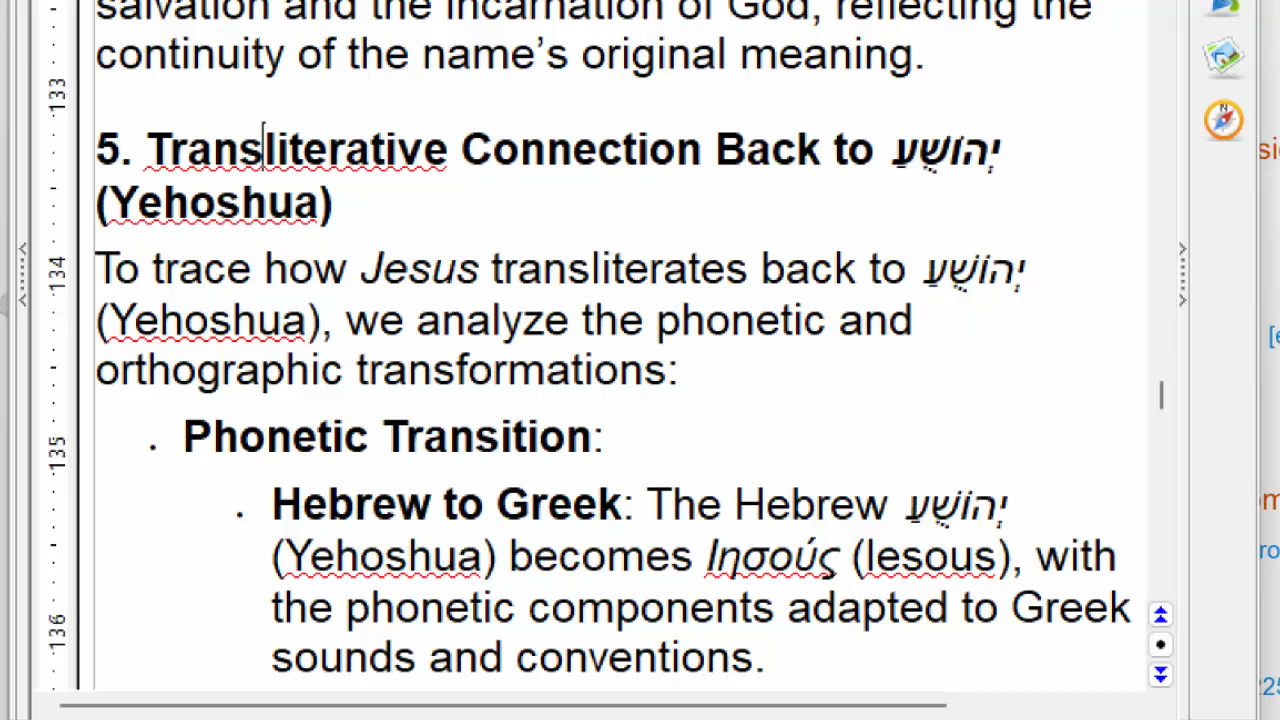 salvation and the incarnation of God, reflecting the
continuity of the name’s original meaning.
133
5. Transliterative Connection Back to יְהוֹשֻׁעַ
(Yehoshua)
134
To trace how Jesus transliterates back to יְהוֹשֻׁעַ
(Yehoshua), we analyze the phonetic and
orthographic transformations:
135
. Phonetic Transition:
. Hebrew to Greek: The Hebrew יְהוֹשֻׁעַ
(Yehoshua) becomes Ιησούς (Iesous), with
136
the phonetic components adapted to Greek
sounds and conventions.